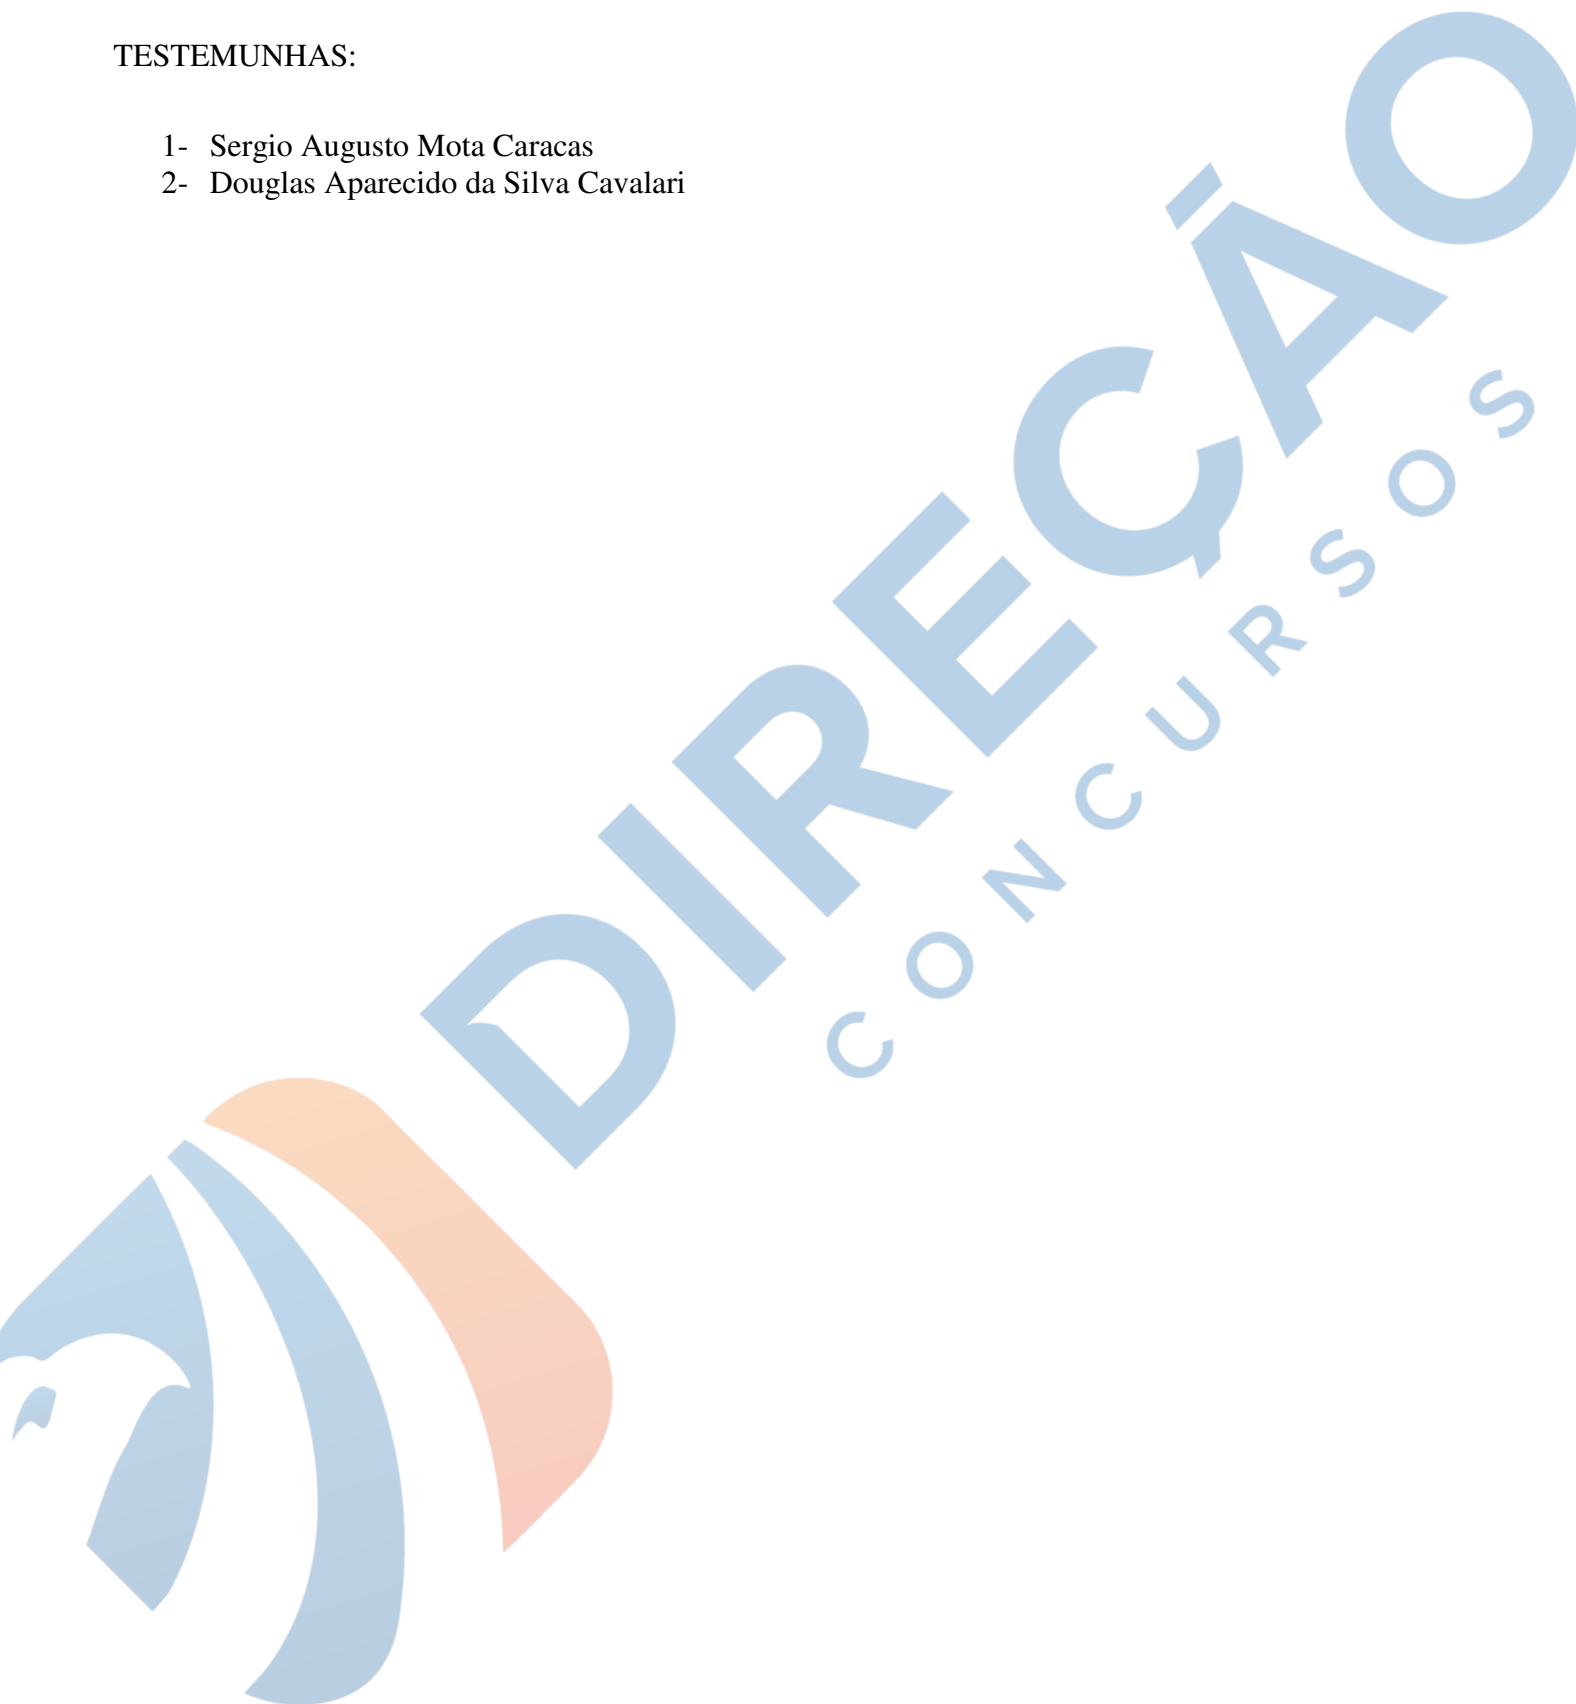 TESTEMUNHAS:
1- Sergio Augusto Mota Caracas
2- Douglas Aparecido da Silva Cavalari
DIREÇÃO
CONCURSOS